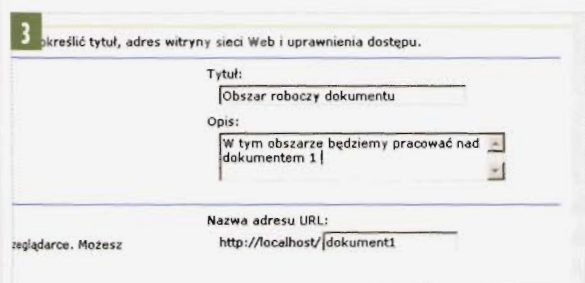 3
określić tytuł, adres witryny sieci Web i uprawnienia dostępu.
Tytuł:
Obszar roboczy dokumentu
Opis:
W tym obszarze będziemy pracować nad
dokumentem 1
Nazwa adresu URL:
zeglądarce. Możesz
http://localhost/ dokument1